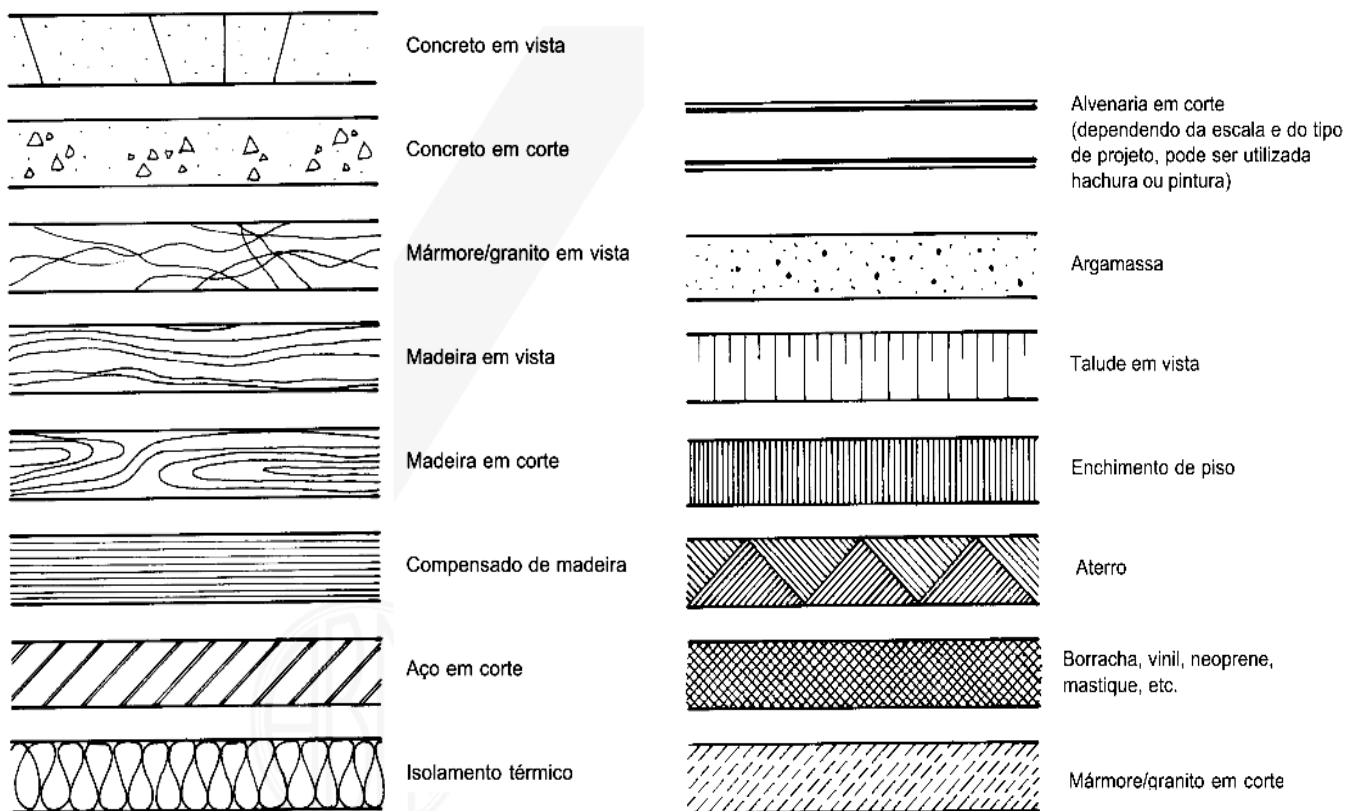 Concreto em vista
Concreto em corte
Mármore/granito em vista
Madeira em vista
Madeira em corte
Compensado de madeira
Aço em corte
Isolamento térmico
Alvenaria em corte
(dependendo da escala e do tipo
de projeto, pode ser utilizada
hachura ou pintura)
Argamassa
Talude em vista
Enchimento de piso
Aterro
Borracha, vinil, neoprene,
mastique, etc.
Mármore/granito em corte